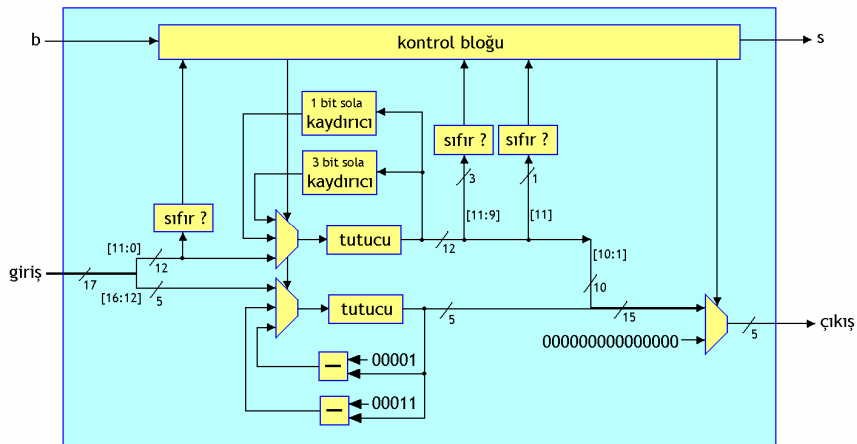 b
kontrol bloğu
s
1 bit sola
kaydırıcı
3 bit sola
kaydırıcı
sıfır ?
sıfır ?
3
1
[11:9]
[11]
sıfır ?
tutucu
12
[11:0]
12
[10:1]
10
giriş
17
[16:12]
5
tutucu
5
15
çıkış
5
000000000000000
00001
00011